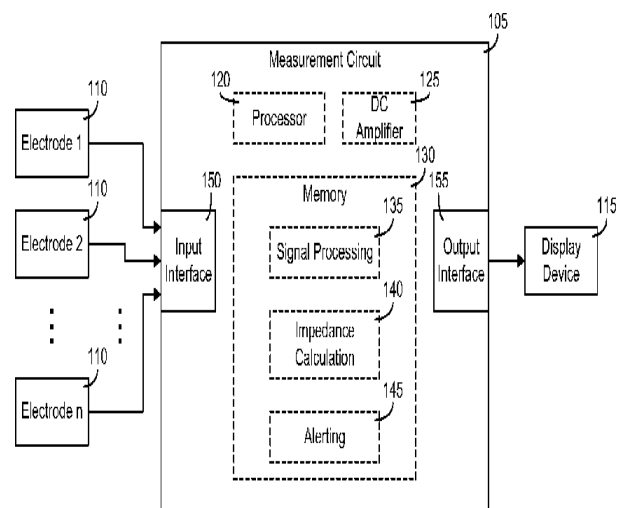 105
Measurement Circuit
120
125
110
Processor
DC
Amplifier
Electrode 1
130
110
150
Memory
155
135
115
Electrode 2
Input
Interface
Signal Processing
Output
Interface
Display
Device
140
110
Impedance
Calculation
Electrode n
145
Alerting